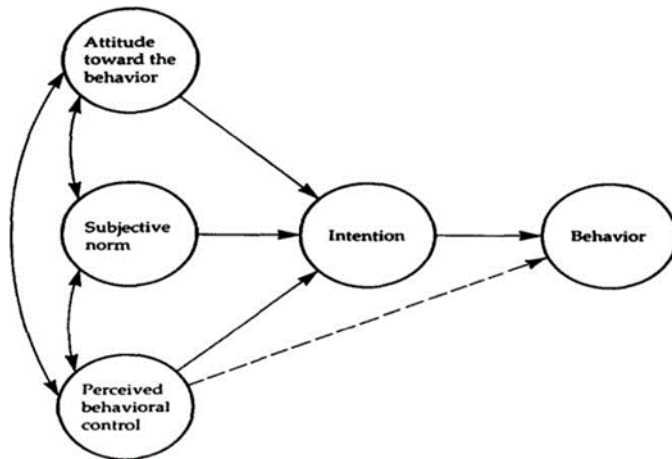 Attitude
toward the
behavior
Subjective
norm
Intention
Behavior
Perceived
behavioral
control